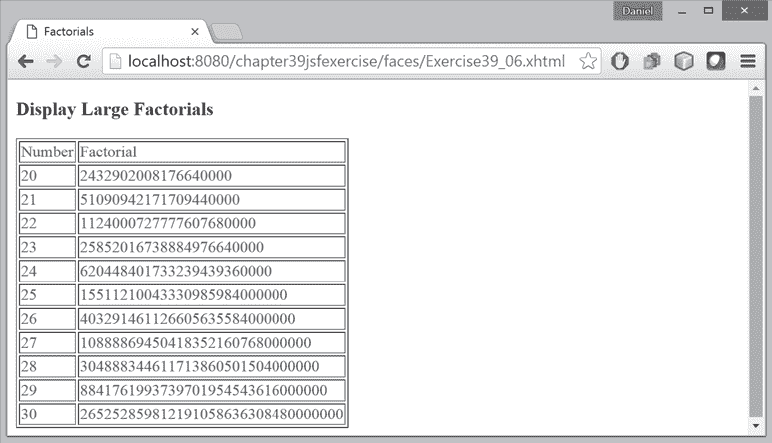 Daniel
Factorials
localhost:8080/chapter39jsfexercise/faces/Exercise39_06.xhtml
Display Large Factorials
Number Factorial
20 2432902008176640000
21 51090942171709440000
22 1124000727777607680000
23 25852016738884976640000
24 620448401733239439360000
25 15511210043330985984000000
26 403291461126605635584000000
27 10888869450418352160768000000
28 304888344611713860501504000000
29 8841761993739701954543616000000
30 265252859812191058636308480000000